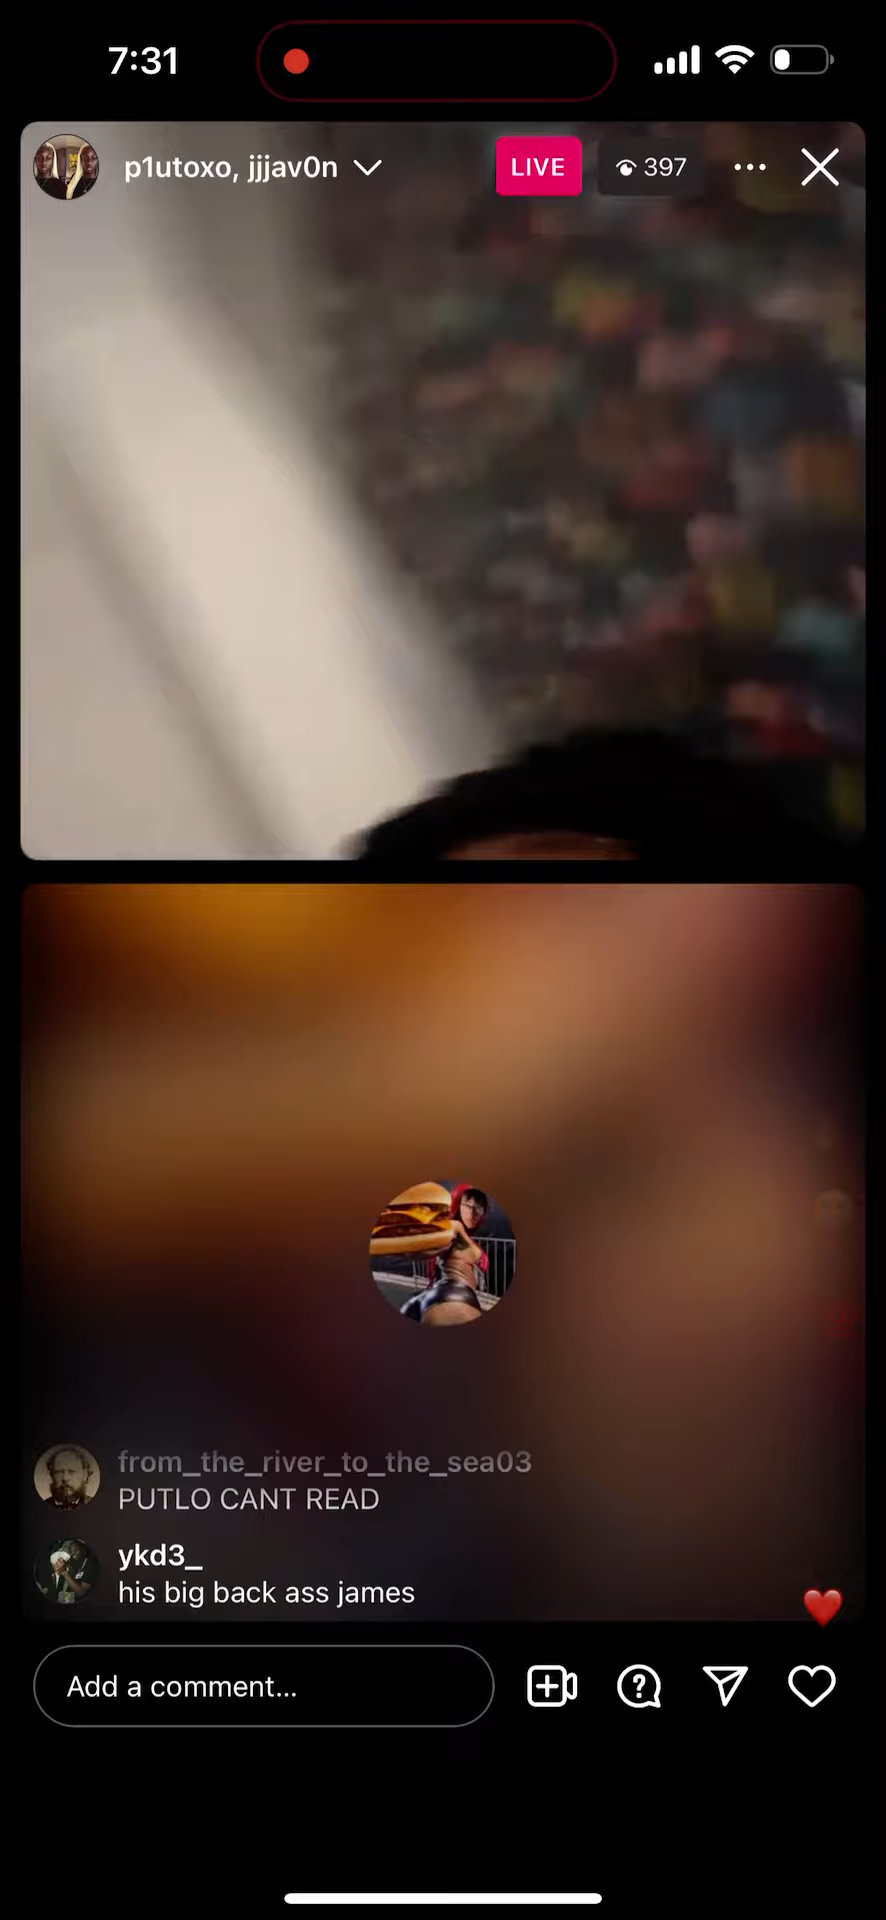 7:31
p1utoxo, jjjav0n
LIVE
397
from_the_river_to_the_sea03
PUTLO CANT READ
ykd3_
his big back ass james
Add a comment...